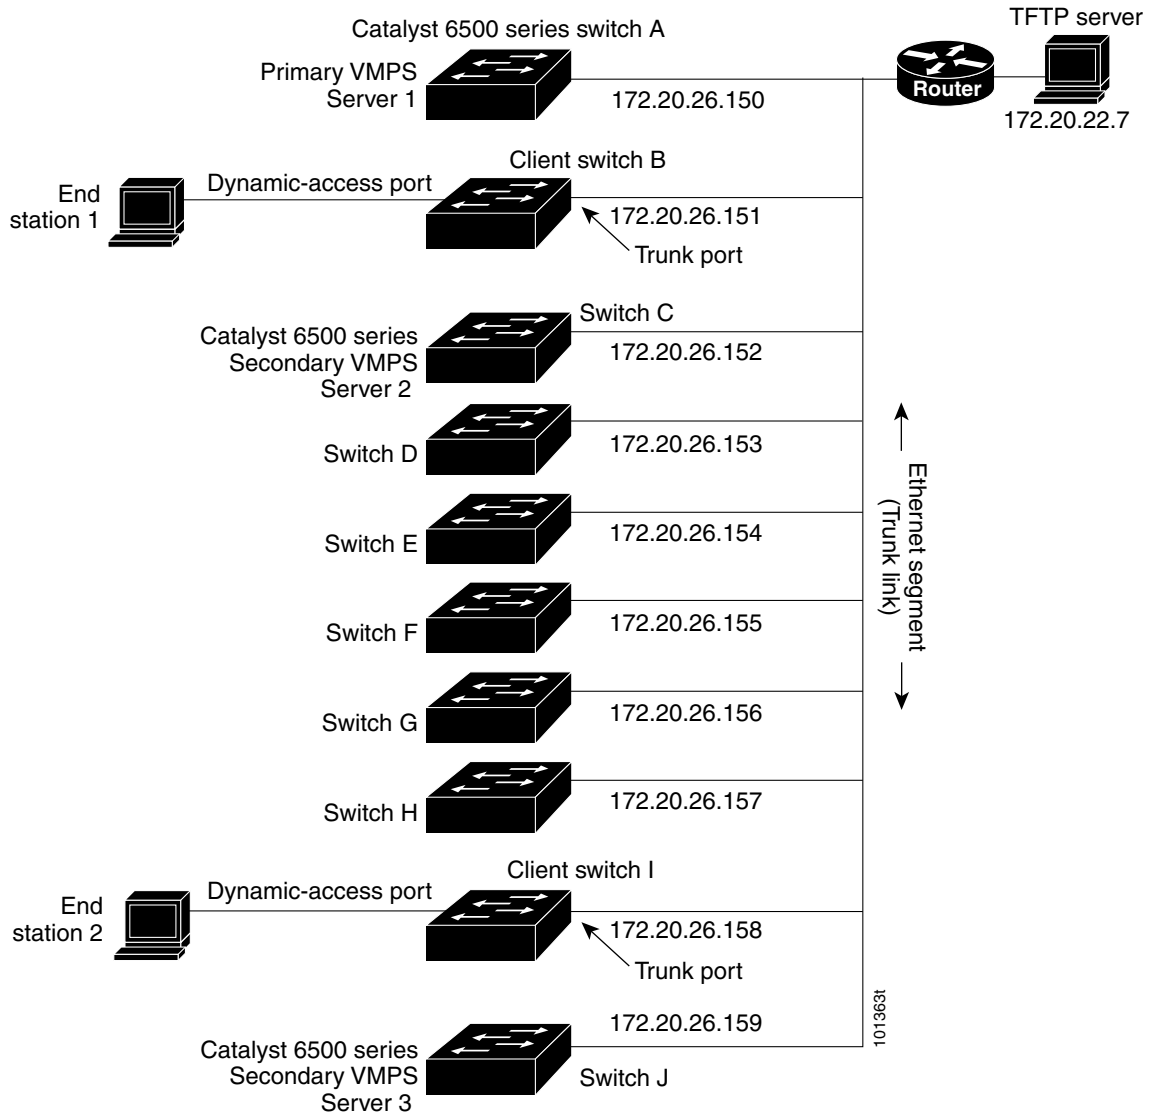 TFTP server
Catalyst 6500 series switch A
Primary VMPS
Server 1
172.20.26.150
Router
172.20.22.7
Client switch B
End
station 1
Dynamic-access port
172.20.26.151
Trunk port
Switch C
Catalyst 6500 series
Secondary VMPS
Server 2
172.20.26.152
Switch D
172.20.26.153
Switch E
172.20.26.154
Ethernet segment
(Trunk link)
Switch F
172.20.26.155
Switch G
172.20.26.156
Switch H
172.20.26.157
Client switch I
End
station 2
Dynamic-access port
172.20.26.158
Trunk port
172.20.26.159
Catalyst 6500 series
Secondary VMPS
Server 3
Switch J
101363t